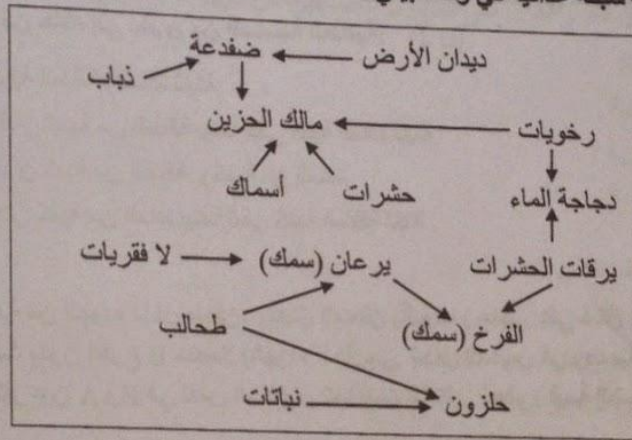 ديدان الأرض ضفدعة
ذباب
رخويات مالك الحزين
دجاجة الماء حشرات أسماك
يرقات الحشرات يرعان (سمك) لا فقريات
الفرخ (سمك) طحالب
حلزون نباتات